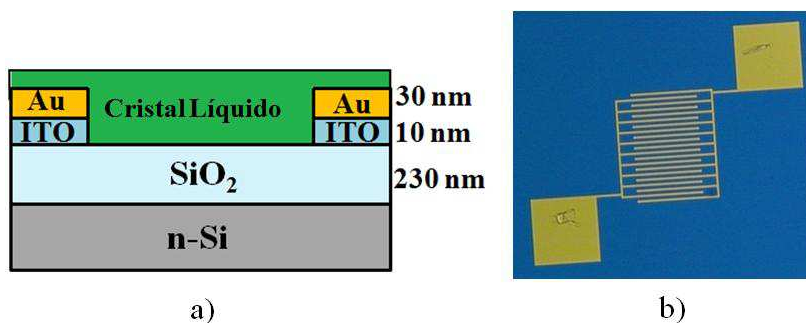 Au Cristal Líquido Au 30 nm
ITO ITO 10 nm
SiO₂ 230 nm
n-Si
a) b)